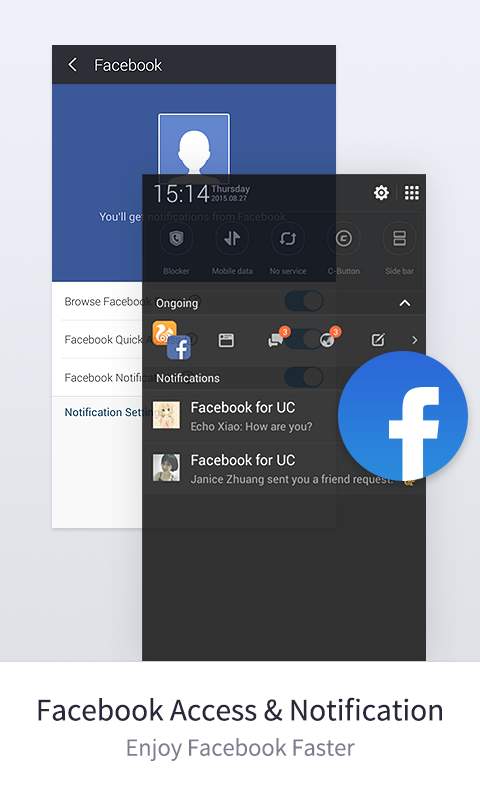 Facebook
You'll get notifications from Facebook
15:14
Thursday
2015.08.27
Blocker
Mobile data
No service
C-Button
Side bar
Browse Facebook
Ongoing
Facebook Quick
3
3
Facebook
Notifications
Notification
Facebook for UC
Echo Xiao: How are you?
Facebook for UC
Janice Zhuang sent you a friend request.
Facebook Access & Notification
Enjoy Facebook Faster